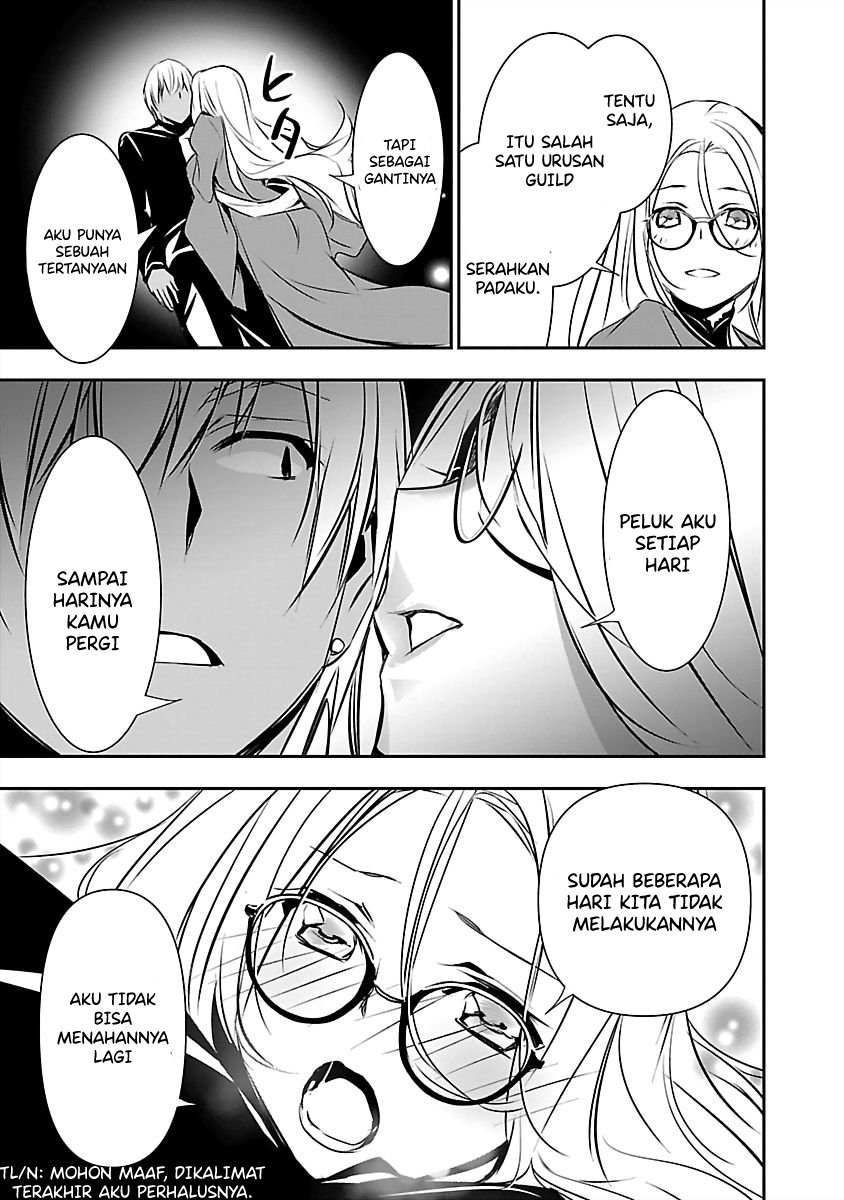 TENTU
SAJA,
ITU SALAH
SATU URUSAN
GUILD
SERAHKAN
PADAKU.
TAPI
SEBAGAI
GANTINYA
ヒタ
AKU PUNYA
SEBUAH
TERTANYAAN
PELUK AKU
SETIAP
HARI
SAMPAI
HARINYA
KAMU
PERGI
SUDAH BEBERAPA
HARI KITA TIDAK
MELAKUKANNYA
AKU TIDAK
BISA
MENAHANNYA
LAGI
TL/N: MOHON MAAF, DIKALIMAT
TERAKHIR AKU PERHALUSNYA.